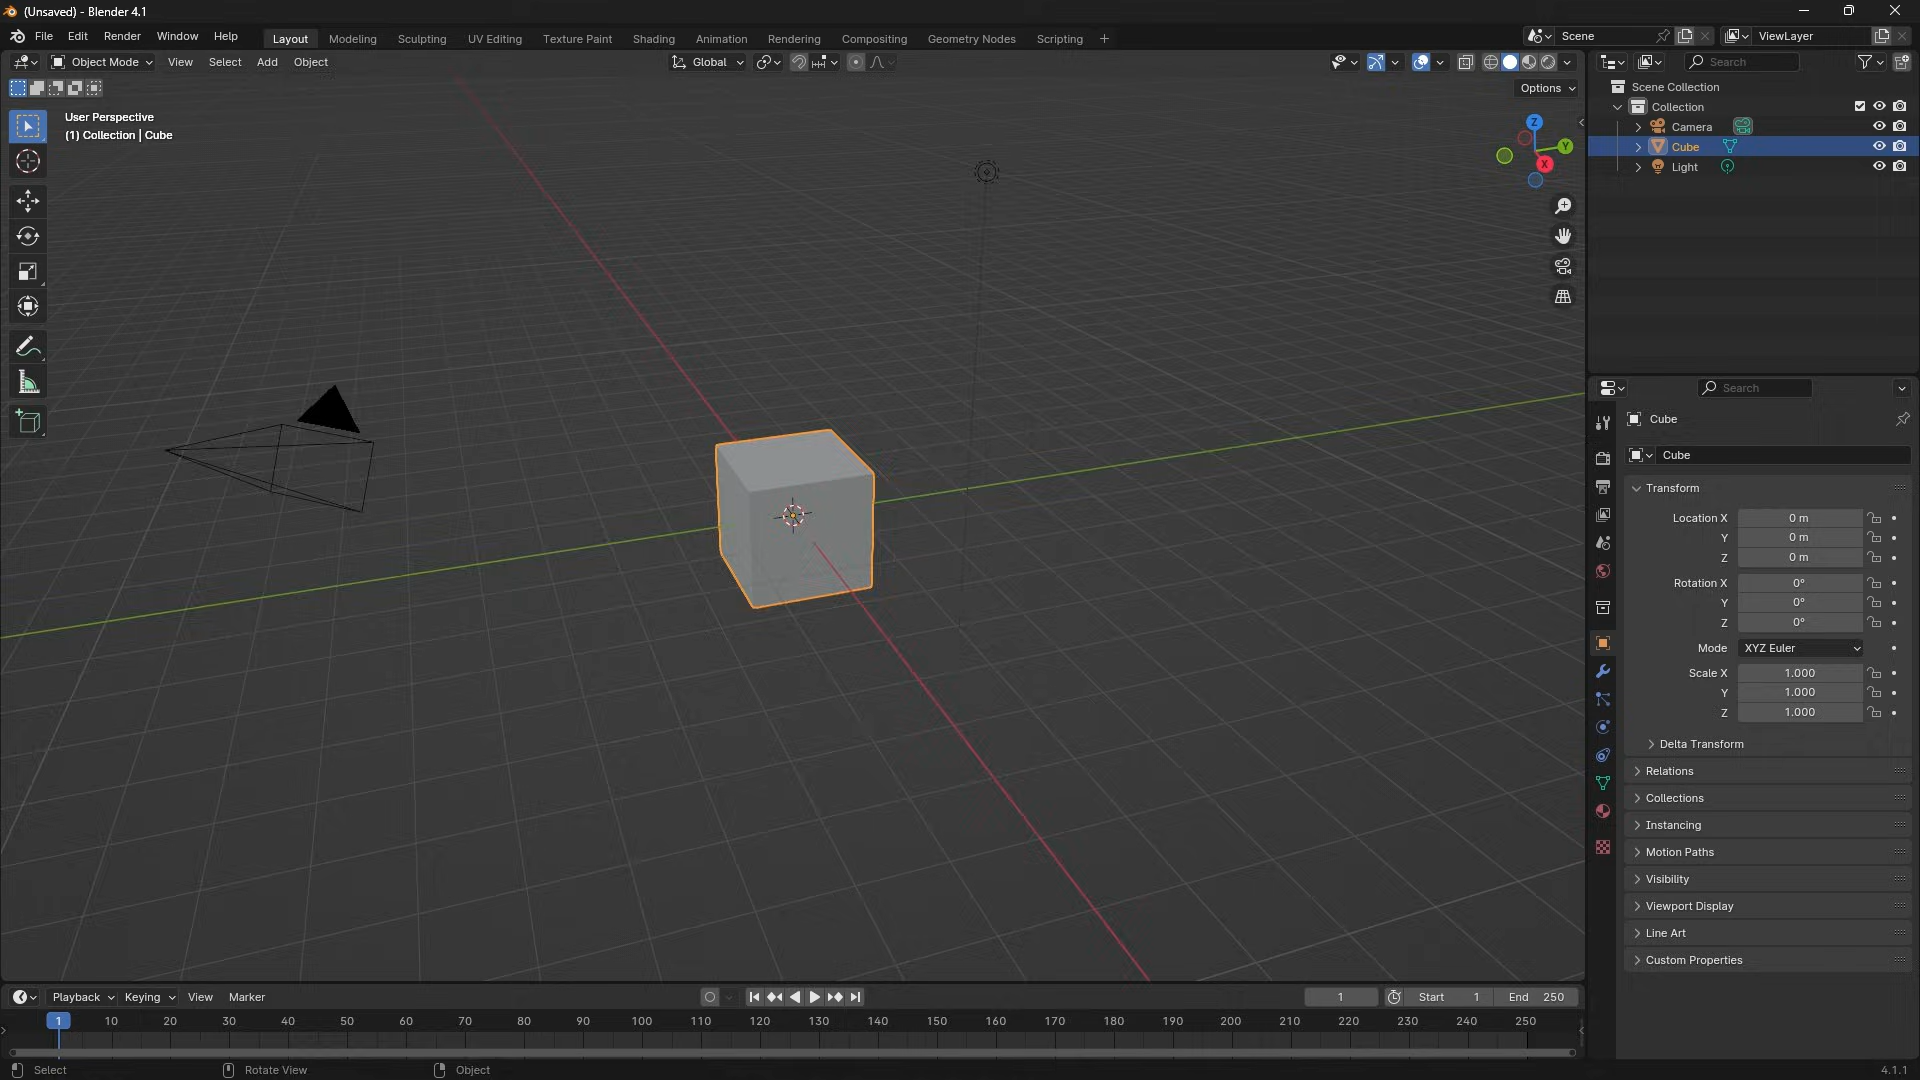 (Unsaved) - Blender 4.1
File Edit Render Window Help Layout Modeling Sculpting UV Editing Texture Paint Shading Animation Rendering Compositing Geometry Nodes Scripting + Scene ViewLayer
Object Mode View Select Add Object Global Search
Options
User Perspective
(1) Collection | Cube
Z
Y
X
Scene Collection
Collection
Camera
Cube
Light
Search
Cube
Cube
Transform
Location X 0 m
Y 0 m
Z 0 m
Rotation X 0°
Y 0°
Z 0°
Mode XYZ Euler
Scale X 1.000
Y 1.000
Z 1.000
Delta Transform
Relations
Collections
Instancing
Motion Paths
Visibility
Viewport Display
Line Art
Custom Properties
Playback Keying View Marker 1 Start 1 End 250
1 10 20 30 40 50 60 70 80 90 100 110 120 130 140 150 160 170 180 190 200 210 220 230 240 250
Select Rotate View Object 4.1.1